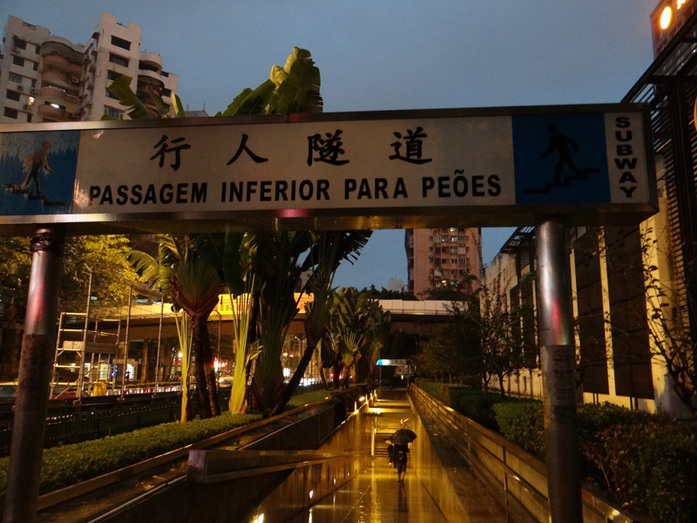 行人隧道
PASSAGEM INFERIOR PARA PEÕES
SUBWAY